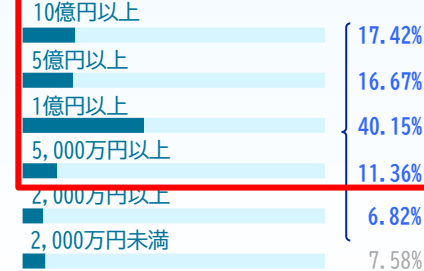 10億円以上
17.42%
5億円以上
16.67%
1億円以上
40.15%
5,000万円以上
11.36%
2,000万円以上
6.82%
2,000万円未満
7.58%